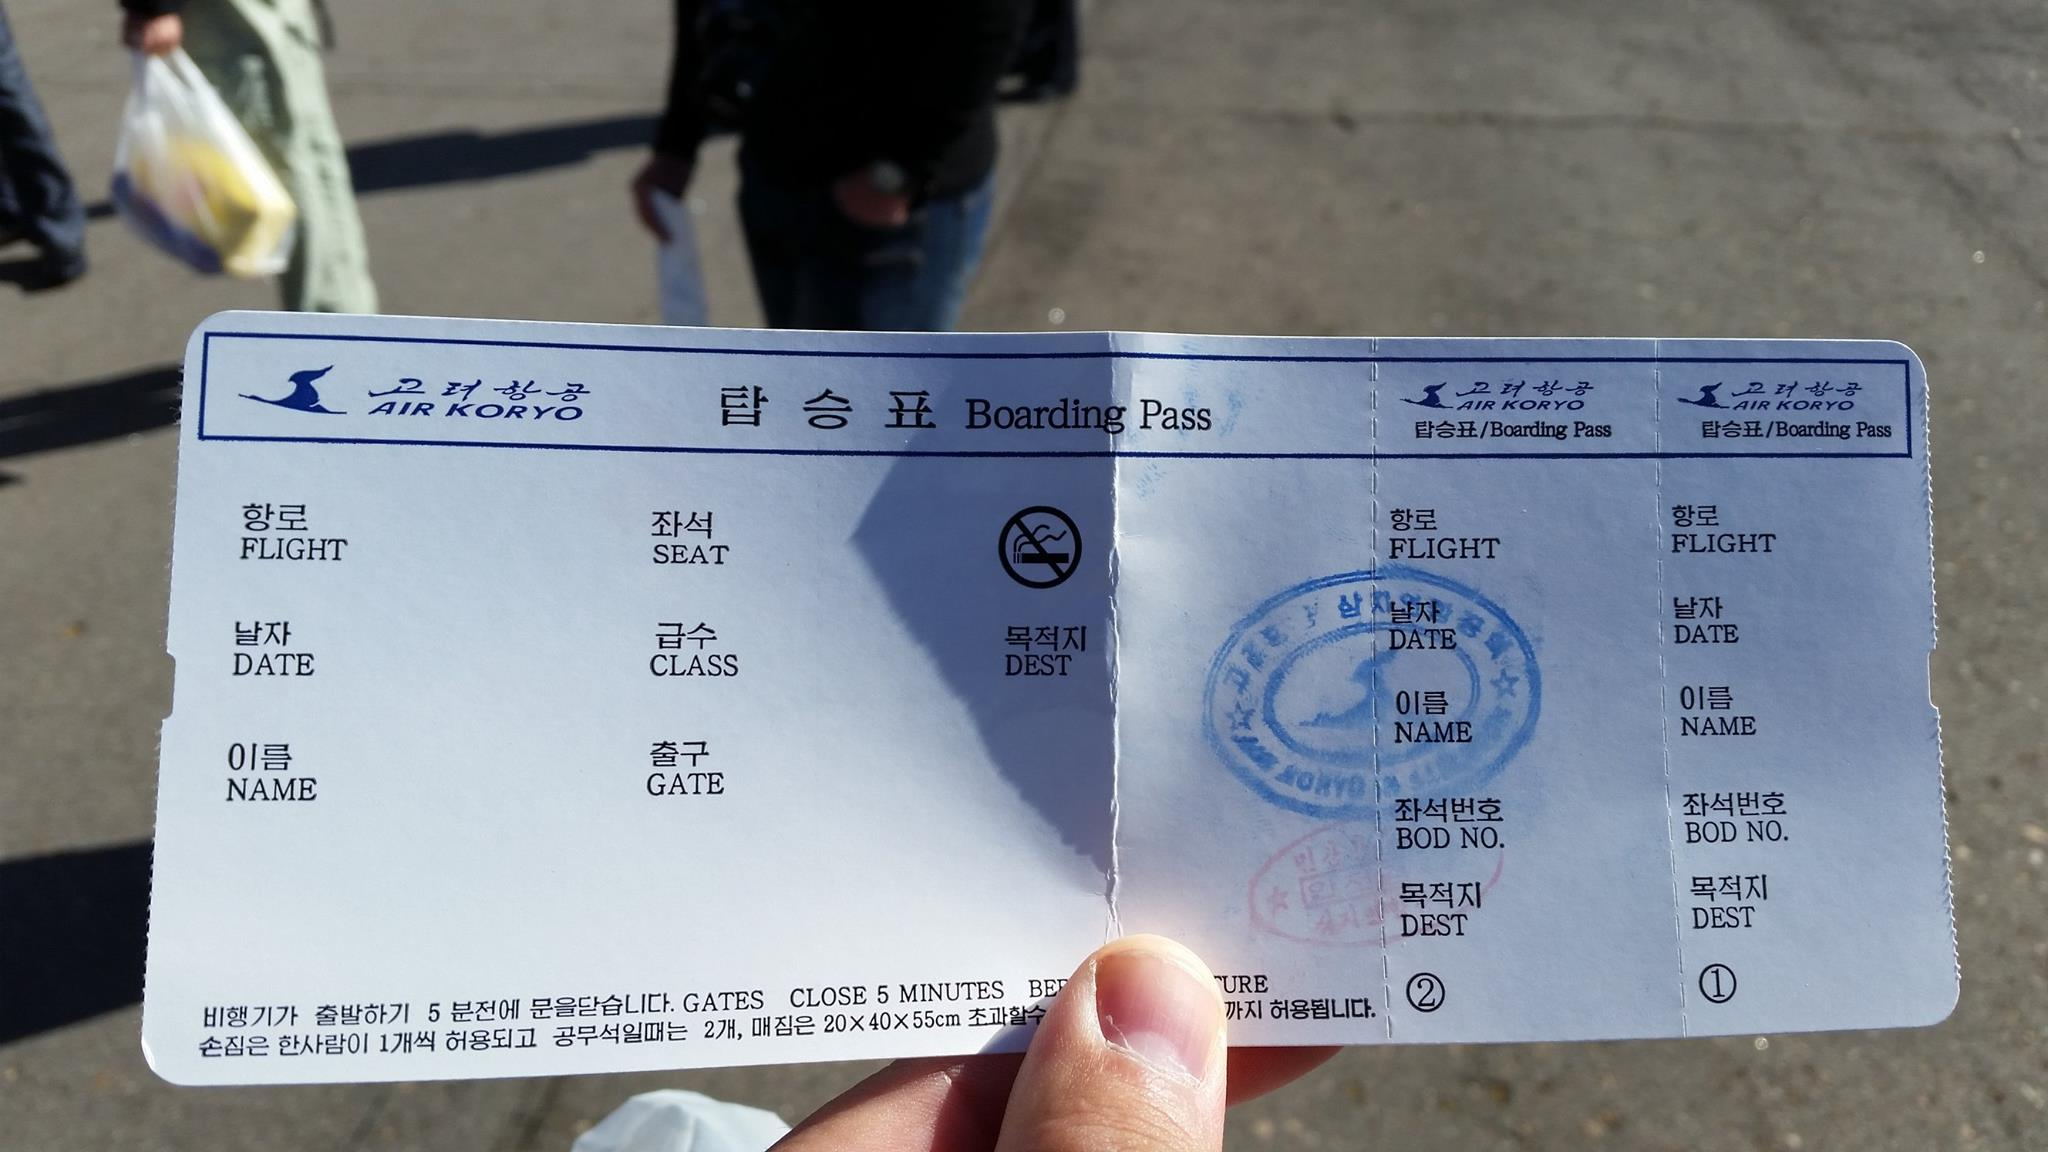 고려항공
AIR KORYO
탑승표 Boarding Pass
고려항공
AIR KORYO
탑승표/Boarding Pass
고려항공
AIR KORYO
탑승표/Boarding Pass
항로
FLIGHT
좌석
SEAT
날자
DATE
급수
CLASS
목적지
DEST
이름
NAME
출구
GATE
비행기가 출발하기 5 분전에 문을닫습니다. GATES CLOSE 5 MINUTES
손짐은 한사람이 1개씩 허용되고 공무석일때는 2개, 매짐은 20×40×55cm 초과할수 까지 허용됩니다.
항로
FLIGHT
날자
DATE
이름
NAME
좌석번호
BOD NO.
목적지
DEST
②
항로
FLIGHT
날자
DATE
이름
NAME
좌석번호
BOD NO.
목적지
DEST
①